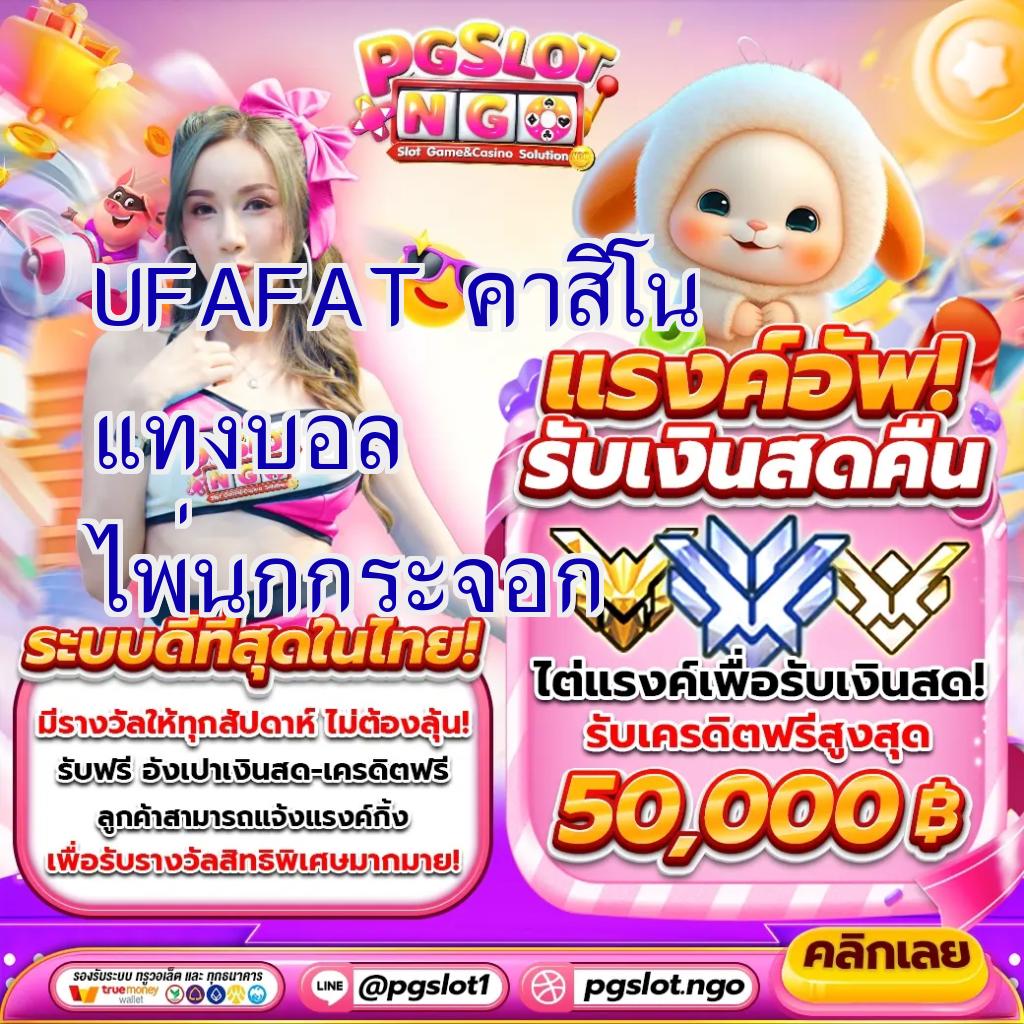 PGSLOT
NGO
Slot Game&Casino Solution
UFAFAT คาสิโน
แทงบอล
ไพ่นกกระจอก
แรงค์อัพ!
รับเงินสดคืน
ไต่แรงค์เพื่อรับเงินสด!
รับเครดิตฟรีสูงสุด
50,000 ฿
ระบบดีที่สุดในไทย!
มีรางวัลให้ทุกสัปดาห์ ไม่ต้องลุ้น!
รับฟรี อังเปาเงินสด-เครดิตฟรี
ลูกค้าสามารถแจ้งแรงค์กิ้ง
เพื่อรับรางวัลสิทธิพิเศษมากมาย!
คลิกเลย
รองรับระบบ ทรูวอเล็ต และ ทุกธนาคาร
truemoney
wallet
LINE @pgslot1
pgslot.ngo